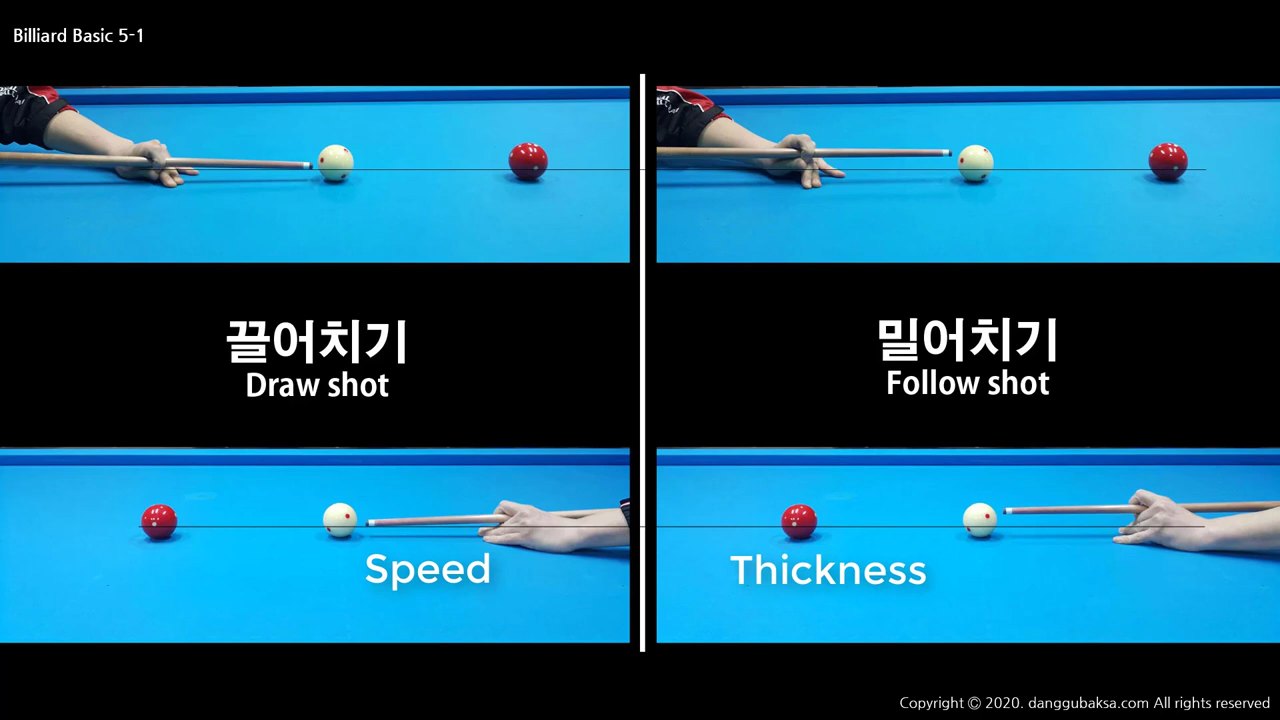 Billiard Basic 5-1
끌어치기
Draw shot
밀어치기
Follow shot
Speed
Thickness
Copyright © 2020. danggubaksa.com All rights reserved